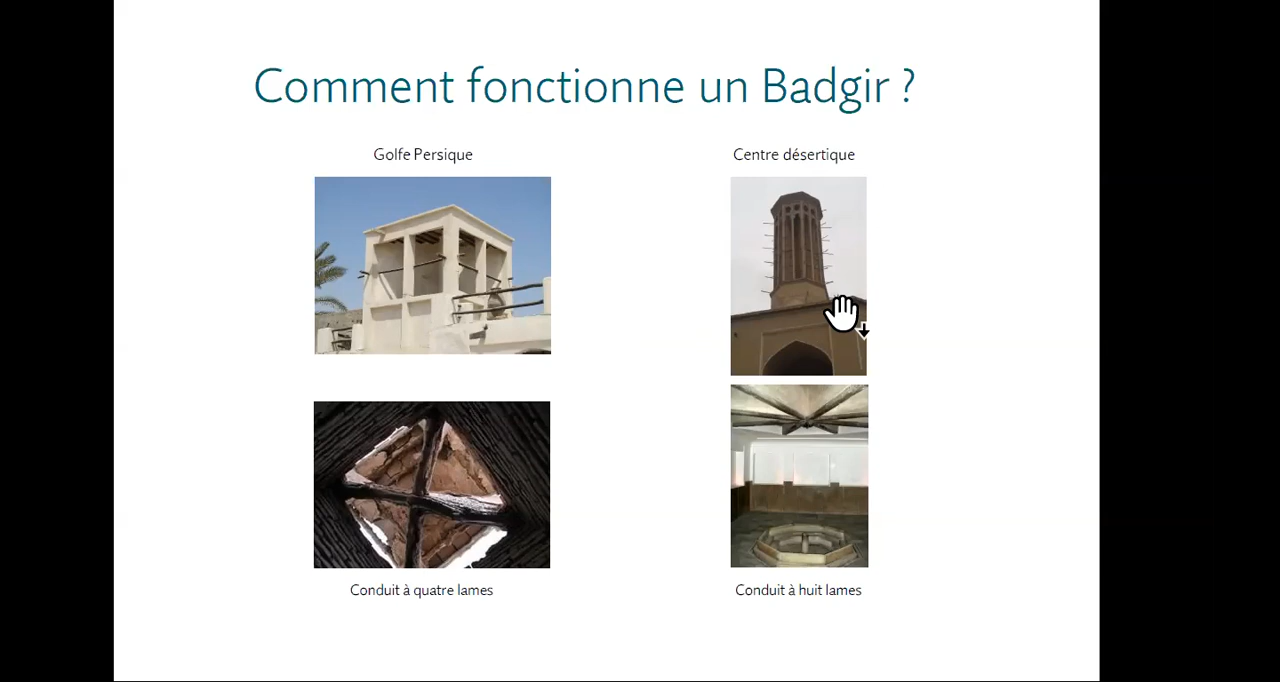 Comment fonctionne un Badgir ?
Golfe Persique
Centre désertique
Conduit à quatre lames
Conduit à huit lames